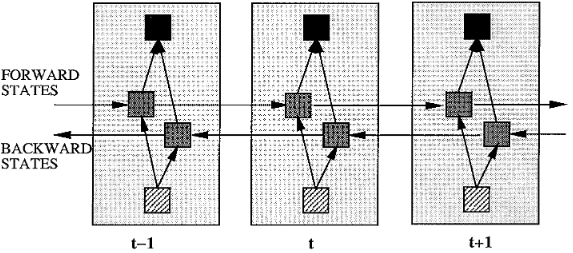 FORWARD
STATES
BACKWARD
STATES
t-1
t
t+1